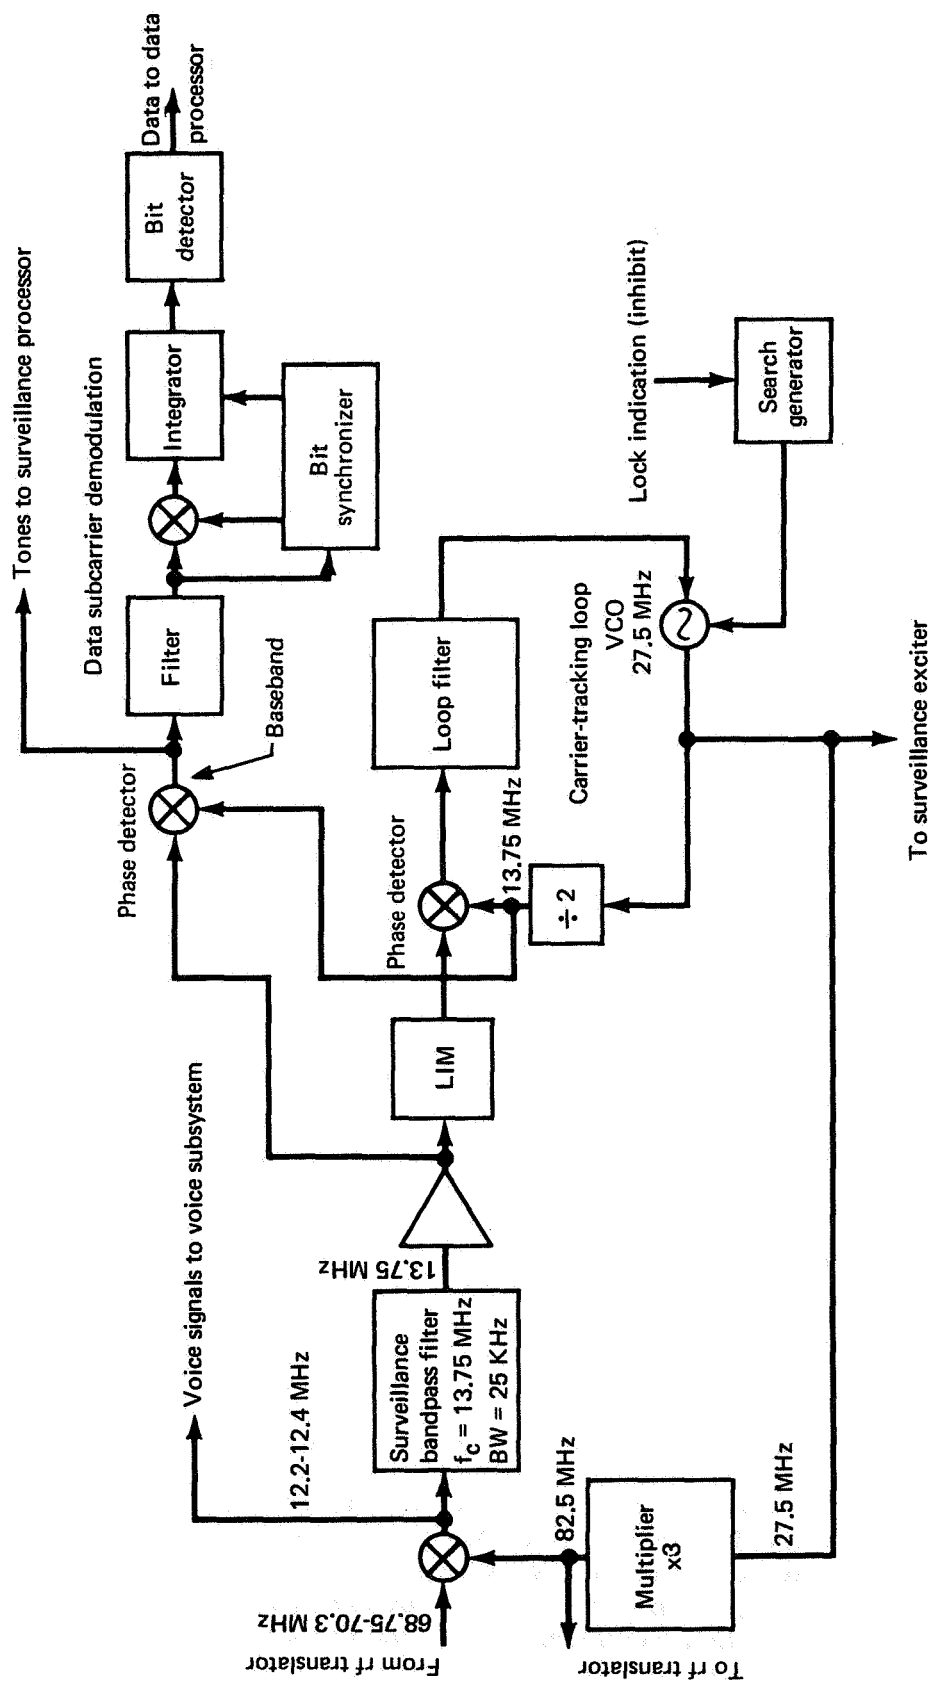 From rf translator
68.75-70.3 MHz
To rf translator
82.5 MHz
Multiplier
x3
27.5 MHz
Voice signals to voice subsystem
12.2-12.4 MHz
Surveillance
bandpass filter
fc = 13.75 MHz
BW = 25 KHz
13.75 MHz
LIM
Phase detector
Phase detector
13.75 MHz
÷ 2
Loop filter
Carrier-tracking loop
VCO
27.5 MHz
To surveillance exciter
Lock indication (inhibit)
Search
generator
Baseband
Tones to surveillance processor
Data subcarrier demodulation
Filter
Integrator
Bit
synchronizer
Bit
detector
Data to data
processor